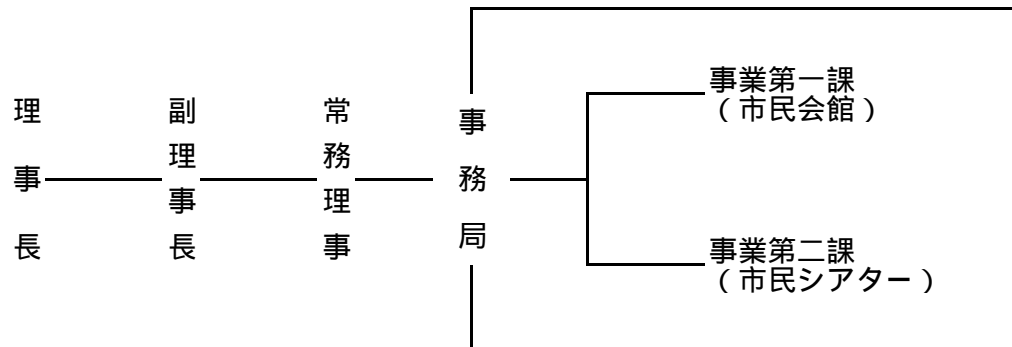 理事長
副理事長
常務理事
事務局
事業第一課
（市民会館）
事業第二課
（市民シアター）